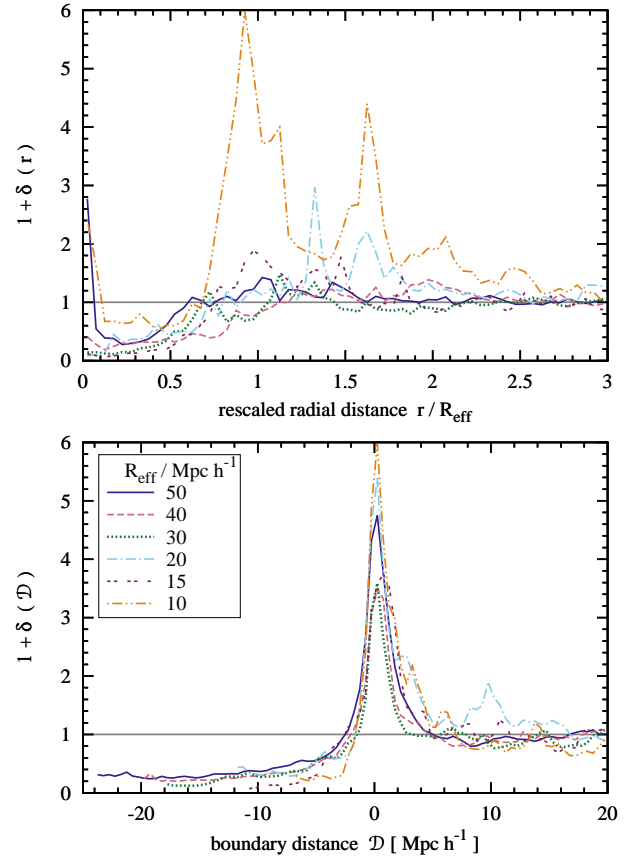 6
5
4
3
2
1
0
1 + δ ( r )
0 0.5 1 1.5 2 2.5 3
rescaled radial distance r / R_eff
6
5
4
3
2
1
0
1 + δ ( 𝒟 )
R_eff / Mpc h⁻¹
50
40
30
20
15
10
-20 -10 0 10 20
boundary distance 𝒟 [ Mpc h⁻¹ ]